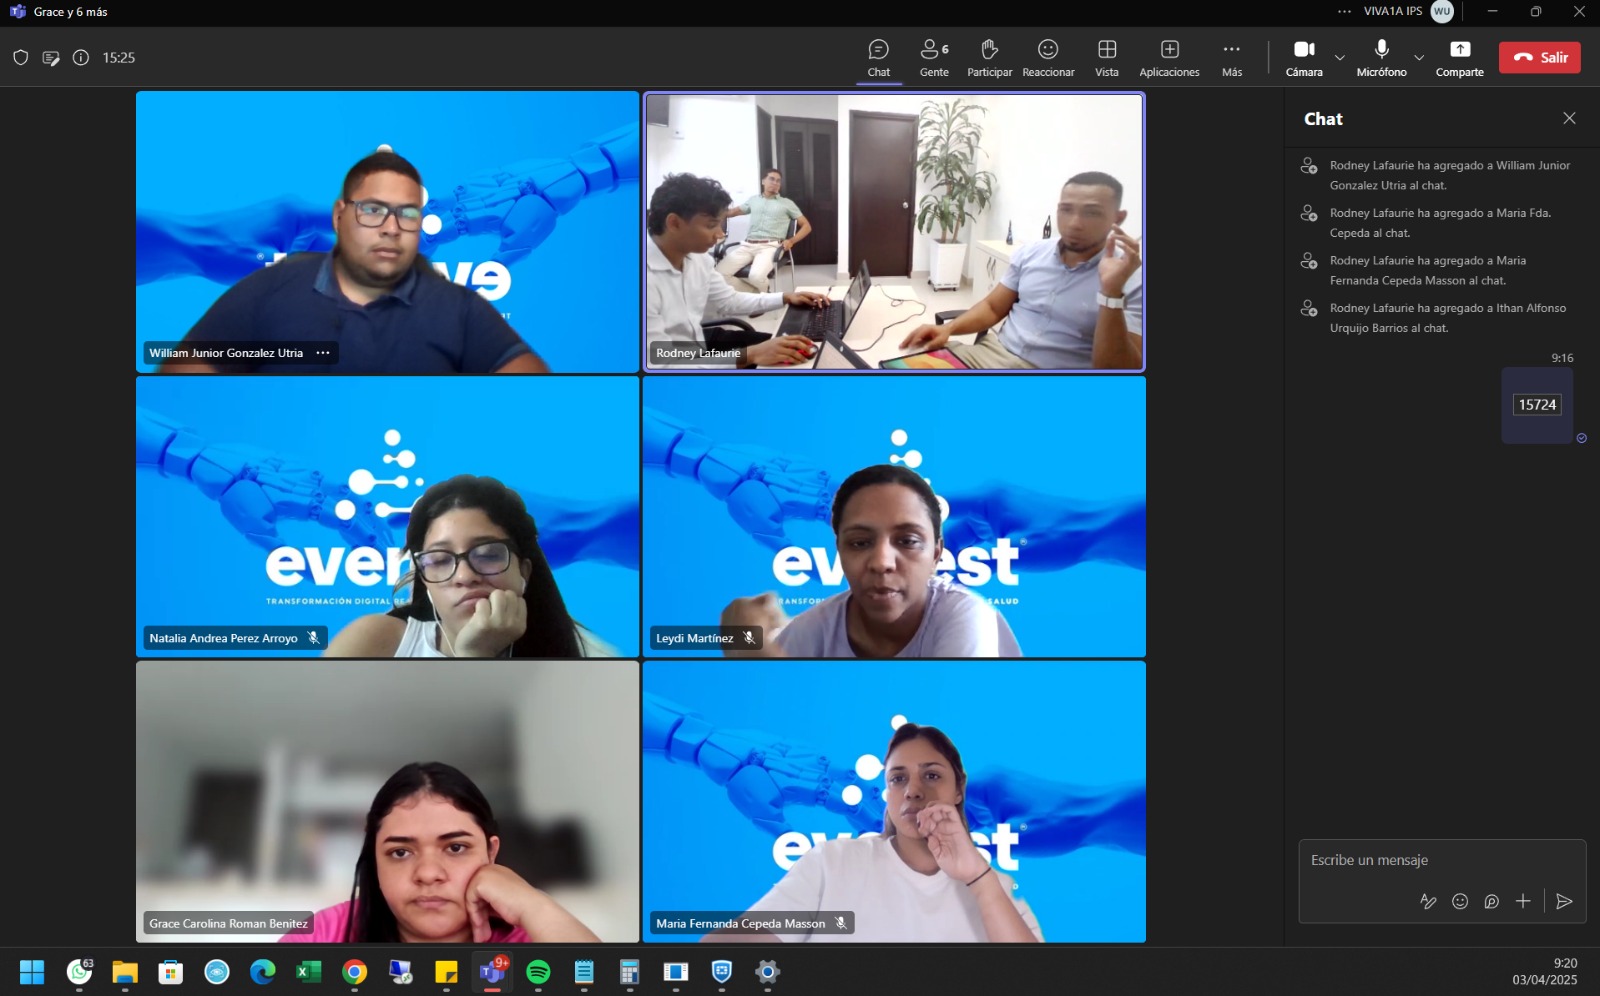 Grace y 6 más
VIVA1A IPS
WU
15:25
Chat
6
Gente
Participar
Reaccionar
Vista
Aplicaciones
Más
Cámara
Micrófono
Comparte
Salir
William Junior Gonzalez Utria
Rodney Lafaurie
TRANSFORMACIÓN DIGITAL
Natalia Andrea Perez Arroyo
SALUD
Leydi Martínez
Grace Carolina Roman Benitez
Maria Fernanda Cepeda Masson
Chat
Rodney Lafaurie ha agregado a William Junior
Gonzalez Utria al chat.
Rodney Lafaurie ha agregado a Maria Fda.
Cepeda al chat.
Rodney Lafaurie ha agregado a Maria
Fernanda Cepeda Masson al chat.
Rodney Lafaurie ha agregado a Ithan Alfonso
Urquijo Barrios al chat.
9:16
15724
Escribe un mensaje
63
9+
9:20
03/04/2025